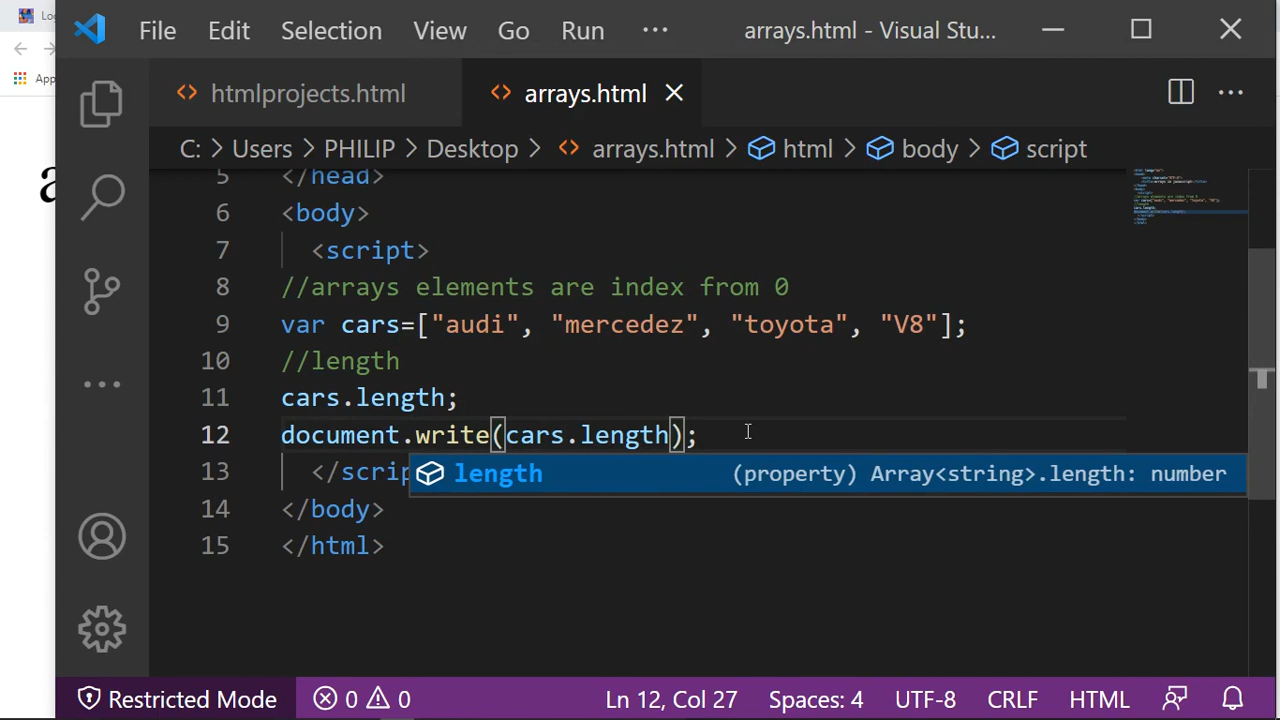 File Edit Selection View Go Run ... arrays.html - Visual Stu...
App
htmlprojects.html arrays.html
C: > Users > PHILIP > Desktop > arrays.html > html > body > script
5 </head>
6 <body>
7 <script>
8 //arrays elements are index from 0
9 var cars=["audi", "mercedez", "toyota", "V8"];
10 //length
11 cars.length;
12 document.write(cars.length);
13 </scrip
length (property) Array<string>.length: number
14 </body>
15 </html>
Restricted Mode 0 0 Ln 12, Col 27 Spaces: 4 UTF-8 CRLF HTML